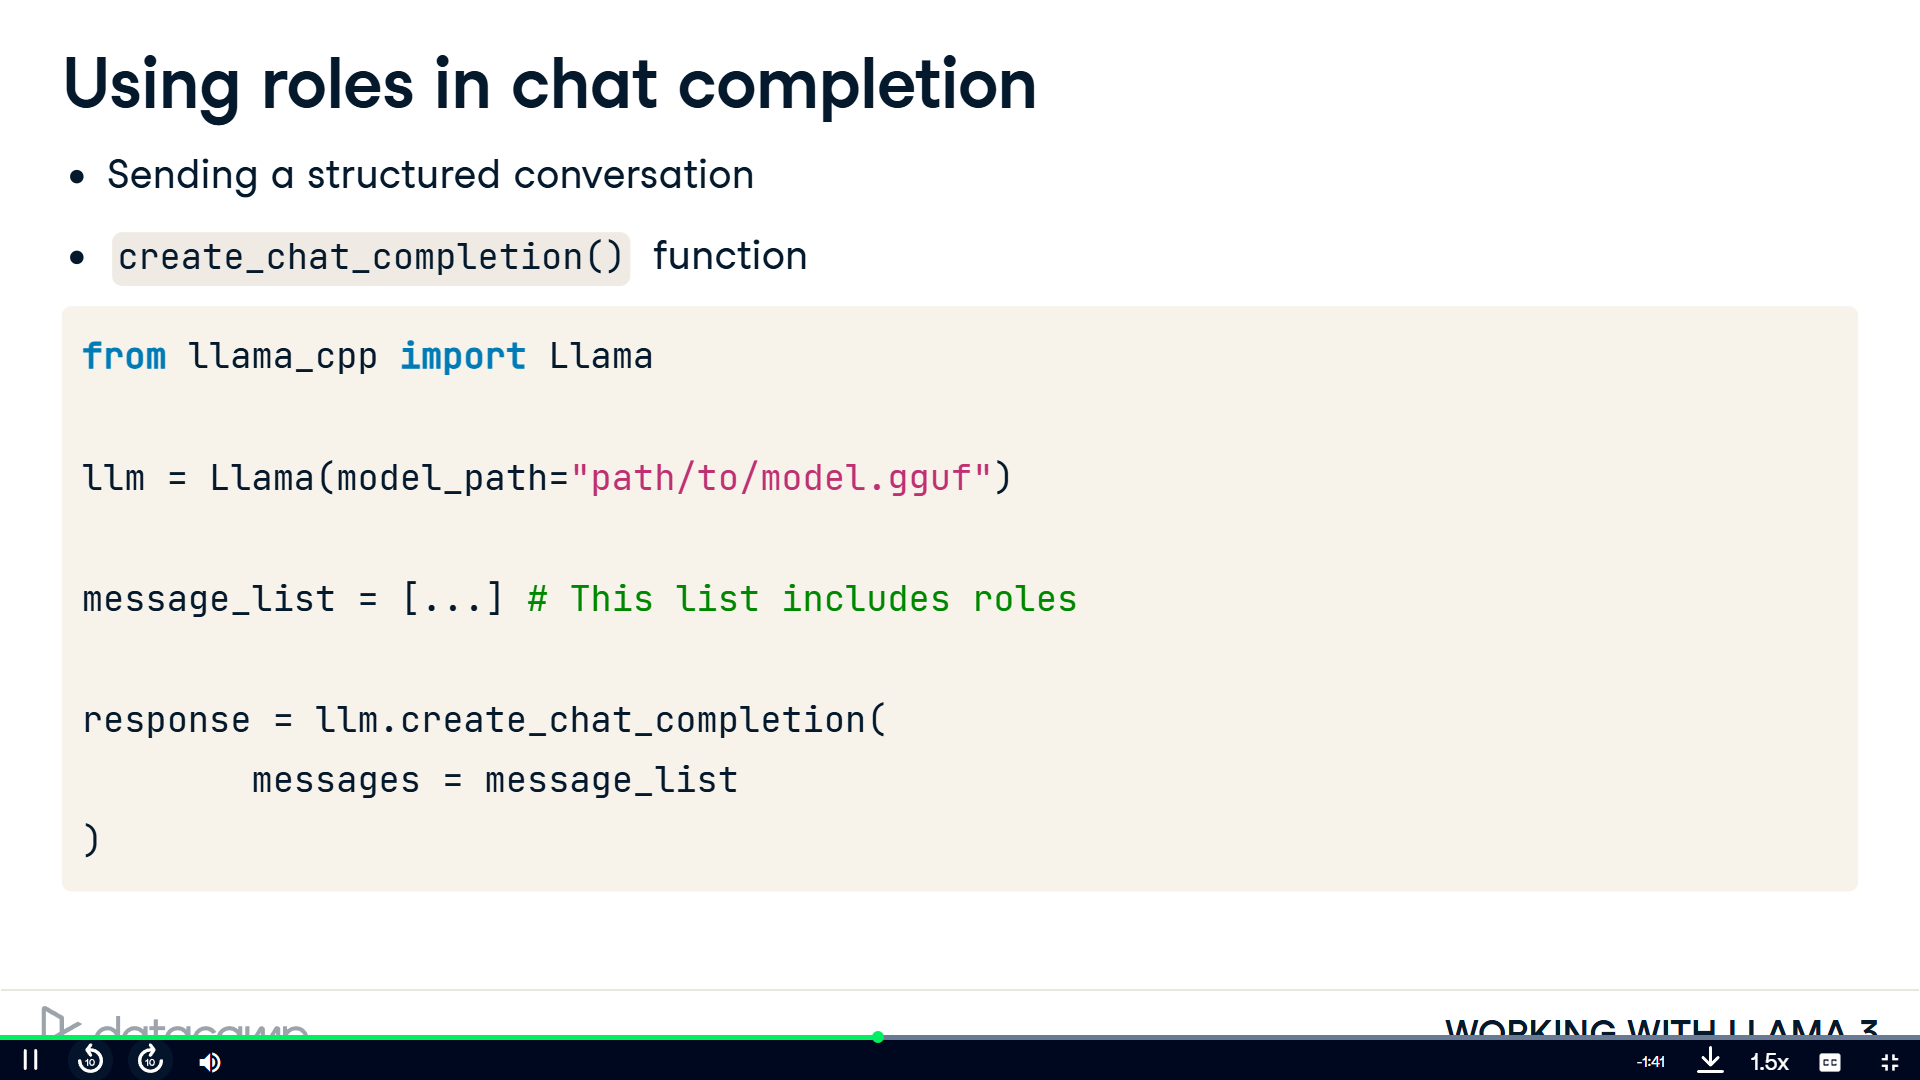 Using roles in chat completion
• Sending a structured conversation
• create_chat_completion() function
from llama_cpp import Llama
llm = Llama(model_path="path/to/model.gguf")
message_list = [...] # This list includes roles
response = llm.create_chat_completion(
messages = message_list
)
datacamp
WORKING WITH LLAMA 3
10
10
-1:41
1.5x
CC